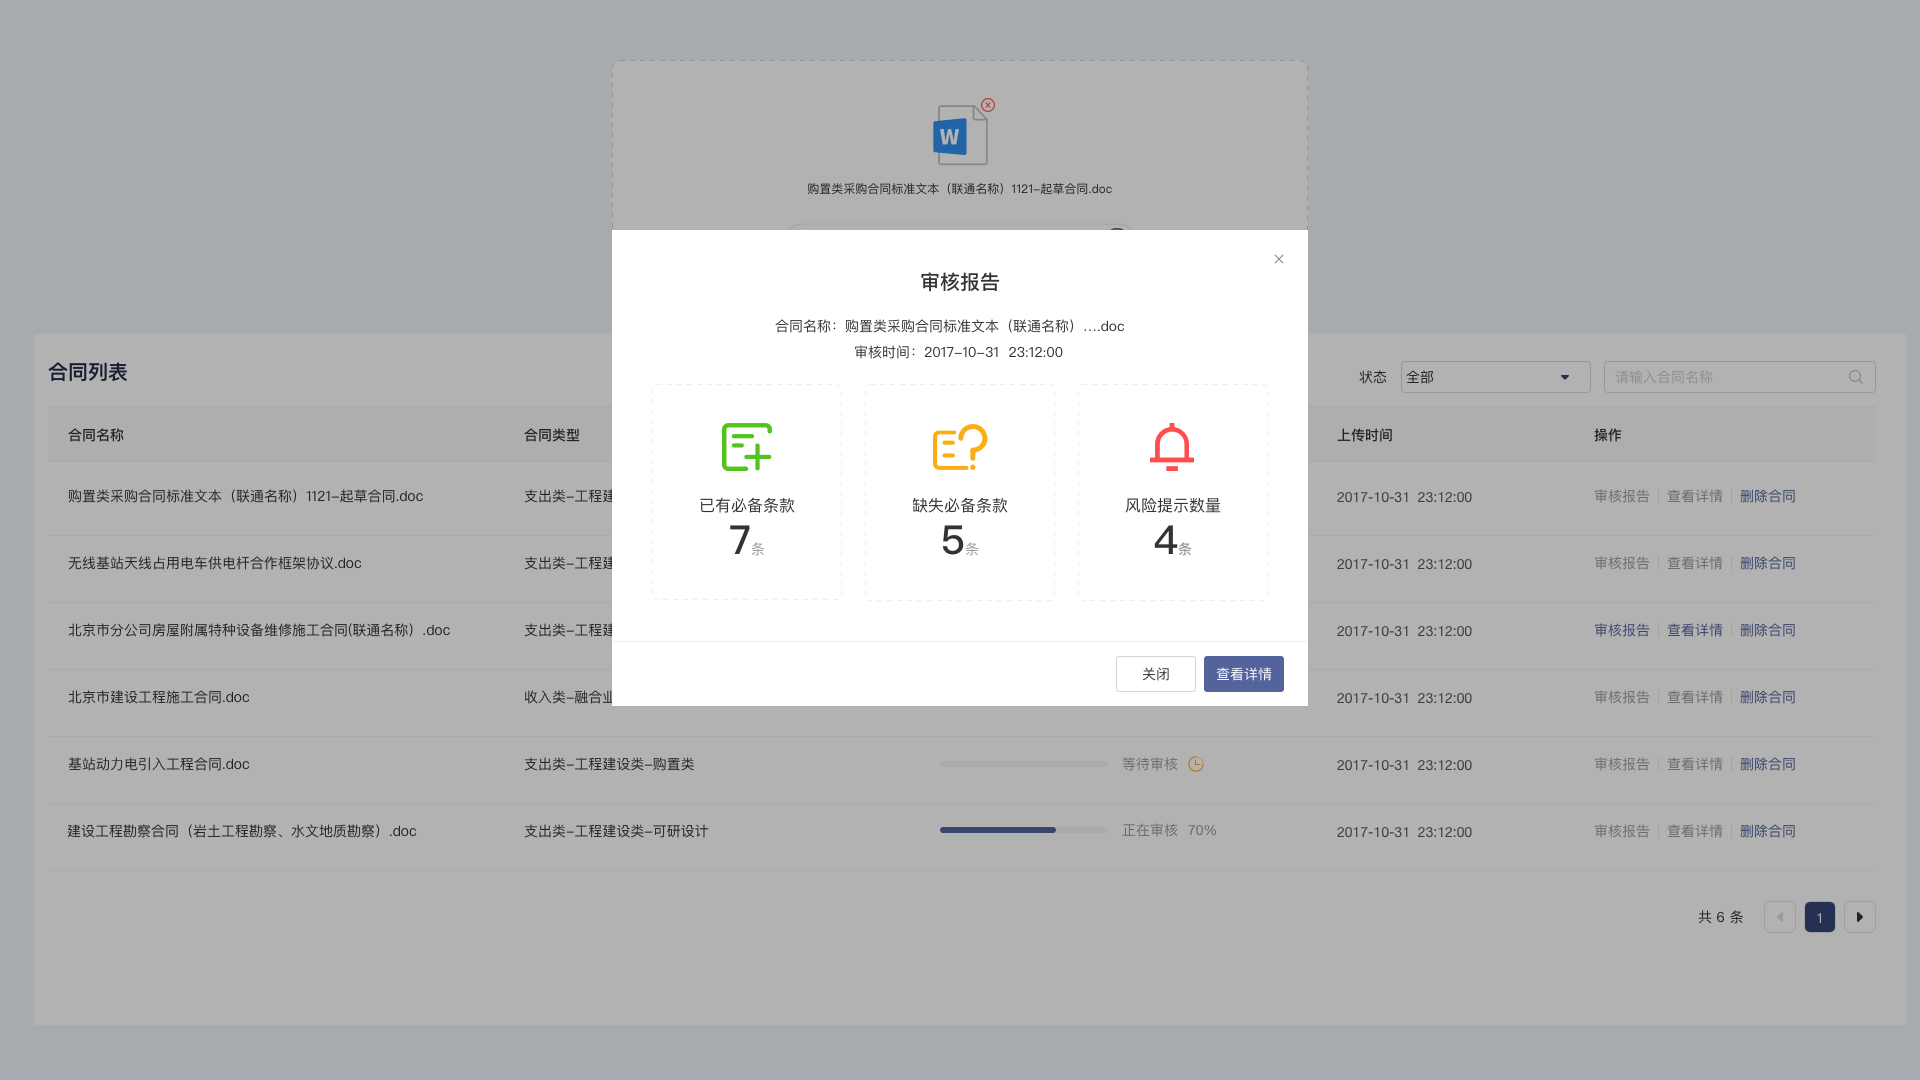 W
购置类采购合同标准文本（联通名称）1121-起草合同.doc
审核报告
合同名称：购置类采购合同标准文本（联通名称）....doc
审核时间：2017-10-31 23:12:00
已有必备条款
7条
缺失必备条款
5条
风险提示数量
4条
关闭
查看详情
合同列表
状态
全部
请输入合同名称
合同名称
合同类型
上传时间
操作
购置类采购合同标准文本（联通名称）1121-起草合同.doc
支出类-工程建
2017-10-31 23:12:00
审核报告
查看详情
删除合同
无线基站天线占用电车供电杆合作框架协议.doc
支出类-工程建
2017-10-31 23:12:00
审核报告
查看详情
删除合同
北京市分公司房屋附属特种设备维修施工合同(联通名称）.doc
支出类-工程建
2017-10-31 23:12:00
审核报告
查看详情
删除合同
北京市建设工程施工合同.doc
收入类-融合业
2017-10-31 23:12:00
审核报告
查看详情
删除合同
基站动力电引入工程合同.doc
支出类-工程建设类-购置类
等待审核
2017-10-31 23:12:00
审核报告
查看详情
删除合同
建设工程勘察合同（岩土工程勘察、水文地质勘察）.doc
支出类-工程建设类-可研设计
正在审核 70%
2017-10-31 23:12:00
审核报告
查看详情
删除合同
共 6 条
1